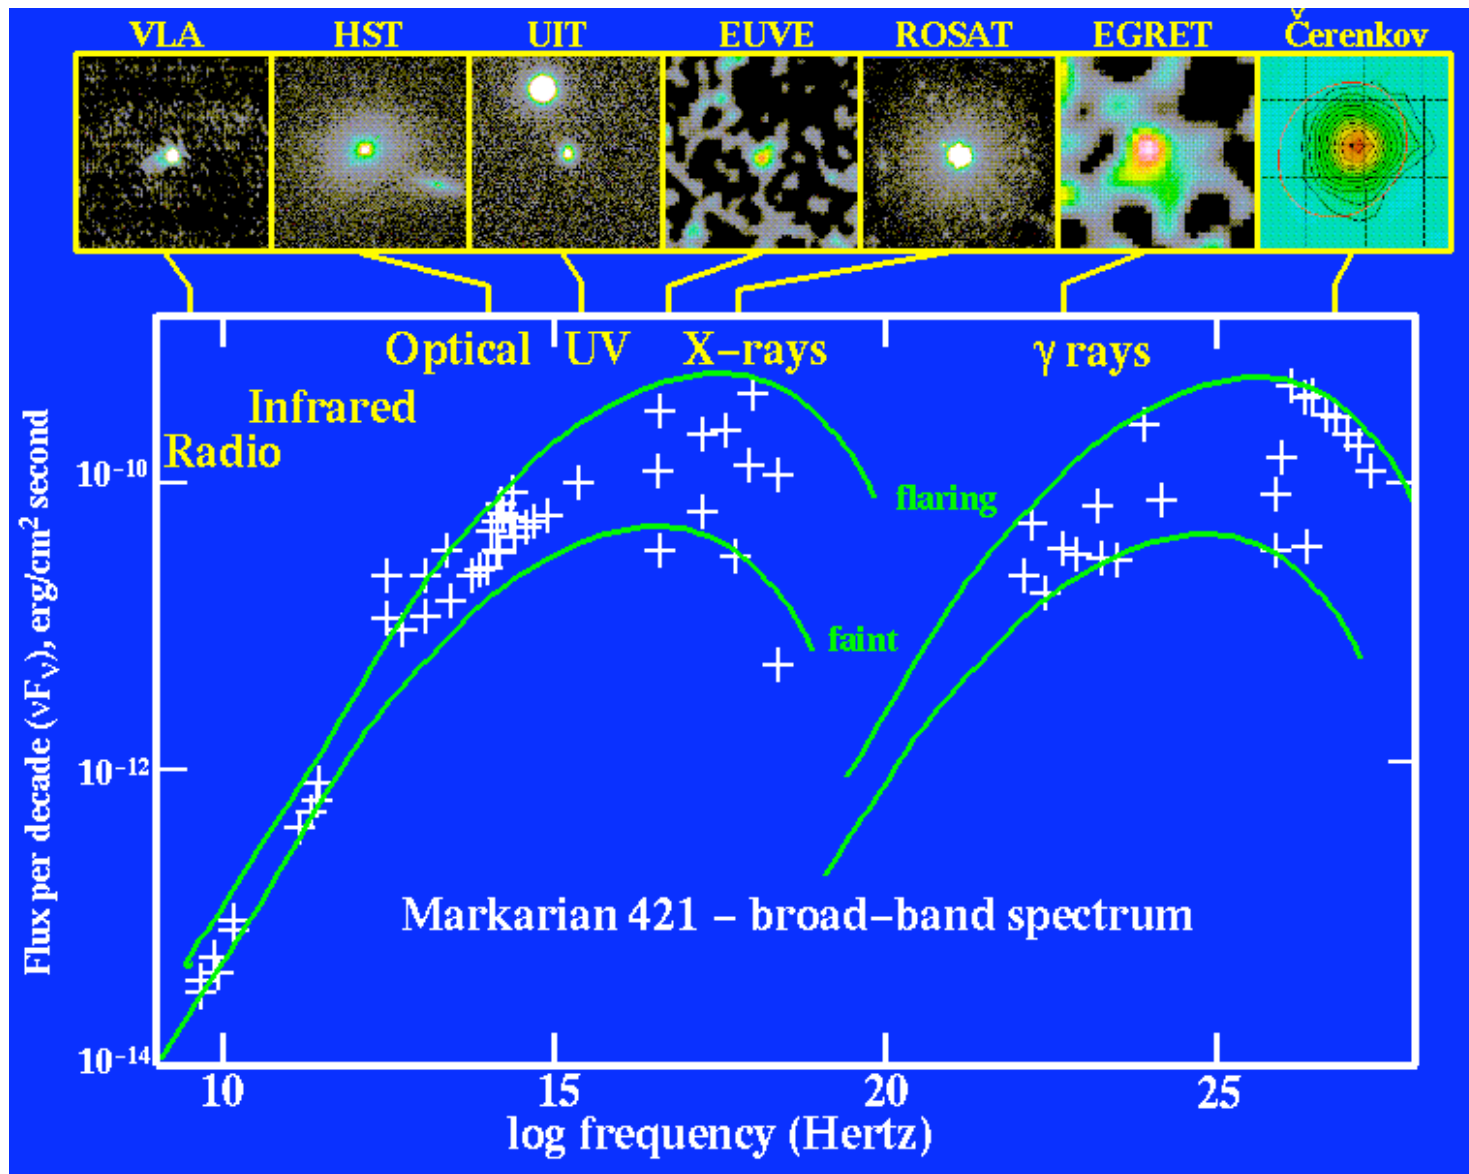 VLA HST UIT EUVE ROSAT EGRET Čerenkov
Optical UV X-rays γ rays
Infrared
Radio
flaring
faint
Markarian 421 - broad-band spectrum
Flux per decade (νFν), erg/cm² second
10⁻¹⁰
10⁻¹²
10⁻¹⁴
10 15 20 25
log frequency (Hertz)